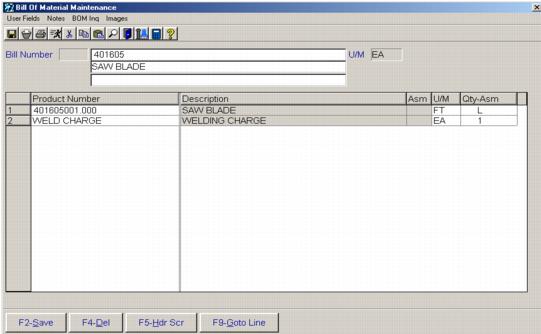 Bill Of Material Maintenance
User Fields Notes BOM Inq Images
Bill Number 401605 U/M EA
SAW BLADE
Product Number Description Asm U/M Qty-Asm
1 401605001.000 SAW BLADE FT L
2 WELD CHARGE WELDING CHARGE EA 1
F2-Save F4-Del F5-Hdr Scr F9-Goto Line